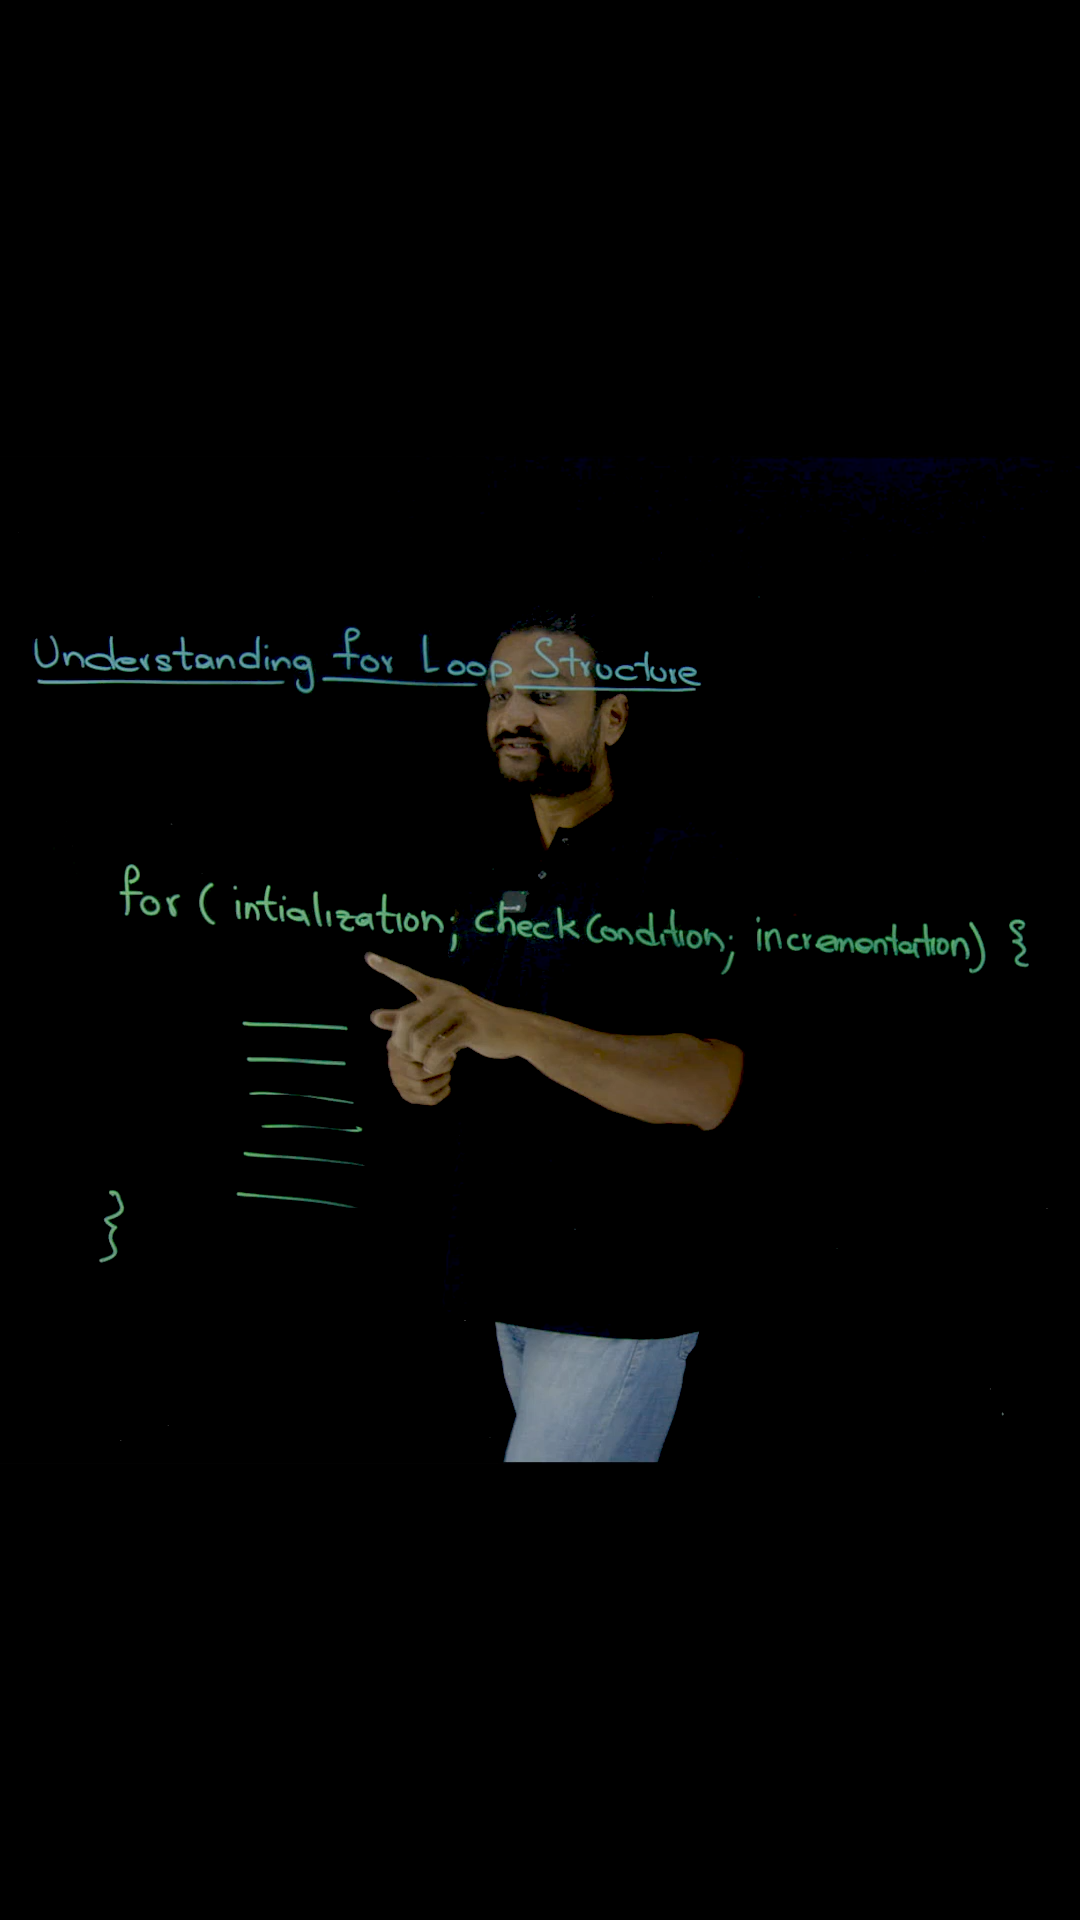 Understanding for Loop Structure
for ( intialization; check Condition; incrementation) {
}